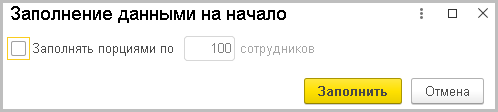 Заполнение данными на начало
Заполнять порциями по 100 сотрудников
Заполнить Отмена